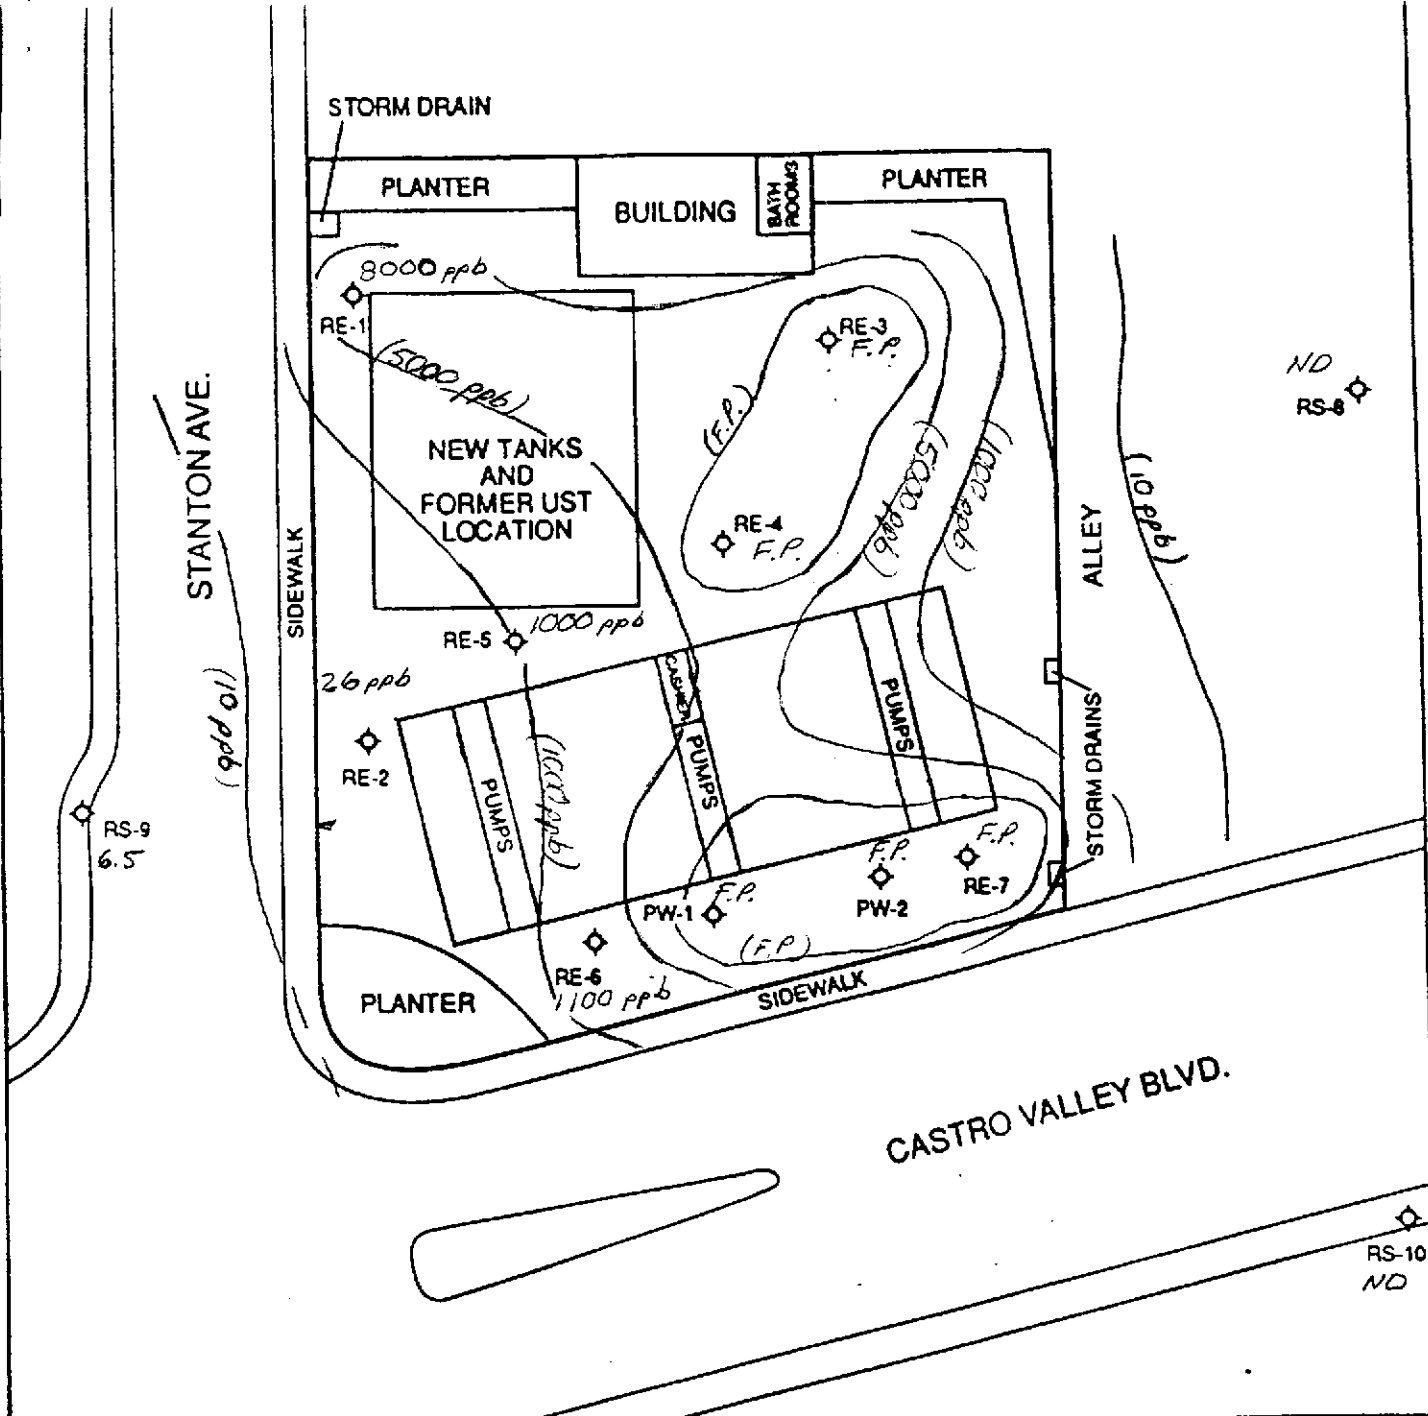 STORM DRAIN
PLANTER
BUILDING
BATH
ROOMS
PLANTER
8000 ppb
RE-1
(5000 ppb)
RE-3
F.P.
(F.P.)
ND
RS-8
STANTON AVE.
NEW TANKS
AND
FORMER UST
LOCATION
(5000 ppb)
(1000 ppb)
(10 ppb)
RE-4
F.P.
ALLEY
SIDEWALK
RE-5
1000 ppb
26 ppb
(10 ppb)
RE-2
CASHIER
PUMPS
PUMPS
PUMPS
(1000 ppb)
STORM DRAINS
RS-9
6.5
F.P.
PW-1
F.P.
PW-2
F.P.
RE-7
(F.P)
RE-6
1100 ppb
PLANTER
SIDEWALK
CASTRO VALLEY BLVD.
RS-10
ND